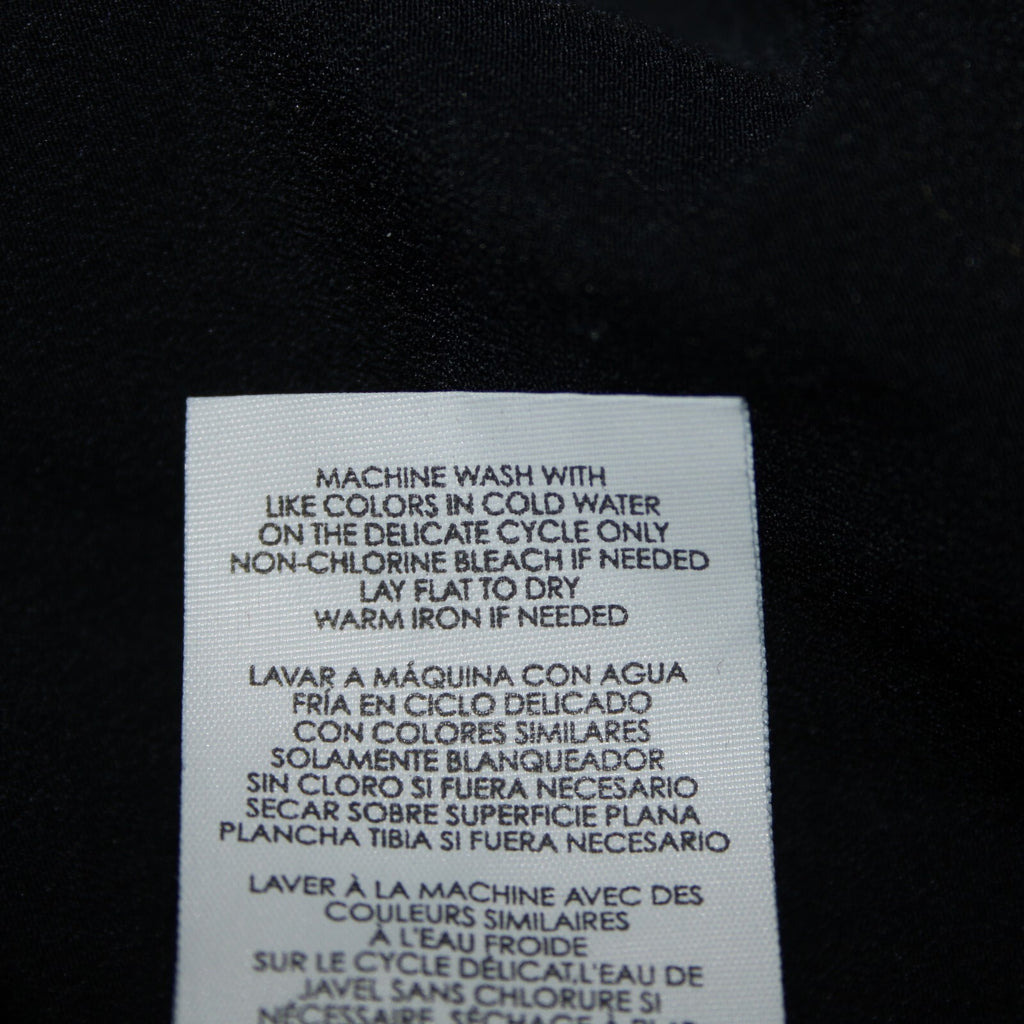 MACHINE WASH WITH
LIKE COLORS IN COLD WATER
ON THE DELICATE CYCLE ONLY
NON-CHLORINE BLEACH IF NEEDED
LAY FLAT TO DRY
WARM IRON IF NEEDED
LAVAR A MÁQUINA CON AGUA
FRÍA EN CICLO DELICADO
CON COLORES SIMILARES
SOLAMENTE BLANQUEADOR
SIN CLORO SI FUERA NECESARIO
SECAR SOBRE SUPERFICIE PLANA
PLANCHA TIBIA SI FUERA NECESARIO
LAVER À LA MACHINE AVEC DES
COULEURS SIMILAIRES
À L'EAU FROIDE
SUR LE CYCLE DÉLICAT, L'EAU DE
JAVEL SANS CHLORURE SI
NÉCESSAIRE, SÉCHAGE À PLAT